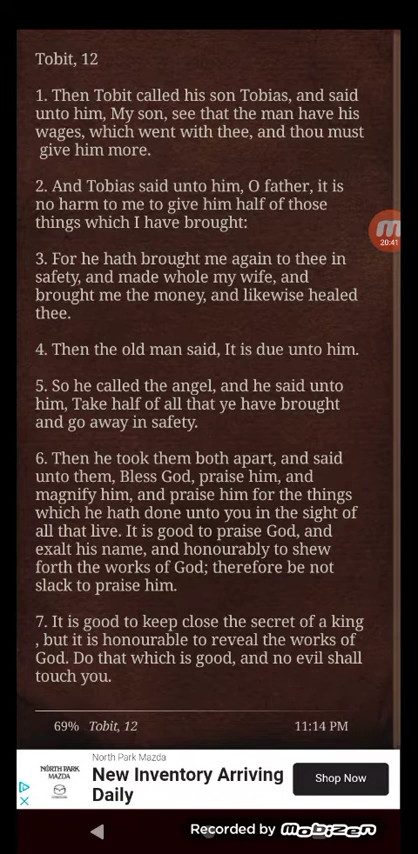 Tobit, 12
1. Then Tobit called his son Tobias, and said
unto him, My son, see that the man have his
wages, which went with thee, and thou must
give him more.
2. And Tobias said unto him, O father, it is
no harm to me to give him half of those
things which I have brought:
3. For he hath brought me again to thee in
safety, and made whole my wife, and
brought me the money, and likewise healed
thee.
4. Then the old man said, It is due unto him.
5. So he called the angel, and he said unto
him, Take half of all that ye have brought
and go away in safety.
6. Then he took them both apart, and said
unto them, Bless God, praise him, and
magnify him, and praise him for the things
which he hath done unto you in the sight of
all that live. It is good to praise God, and
exalt his name, and honourably to shew
forth the works of God; therefore be not
slack to praise him.
7. It is good to keep close the secret of a king
, but it is honourable to reveal the works of
God. Do that which is good, and no evil shall
touch you.
20:41
69% Tobit, 12 11:14 PM
North Park Mazda
NORTH PARK
MAZDA
New Inventory Arriving
Daily
Shop Now
Recorded by Mobizen